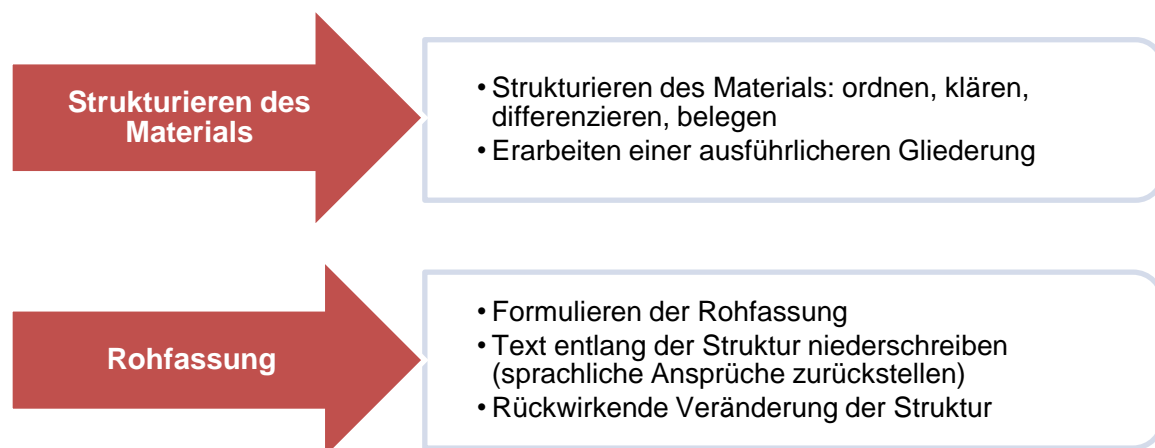 Strukturieren des
Materials
• Strukturieren des Materials: ordnen, klären,
differenzieren, belegen
• Erarbeiten einer ausführlicheren Gliederung
Rohfassung
• Formulieren der Rohfassung
• Text entlang der Struktur niederschreiben
(sprachliche Ansprüche zurückstellen)
• Rückwirkende Veränderung der Struktur